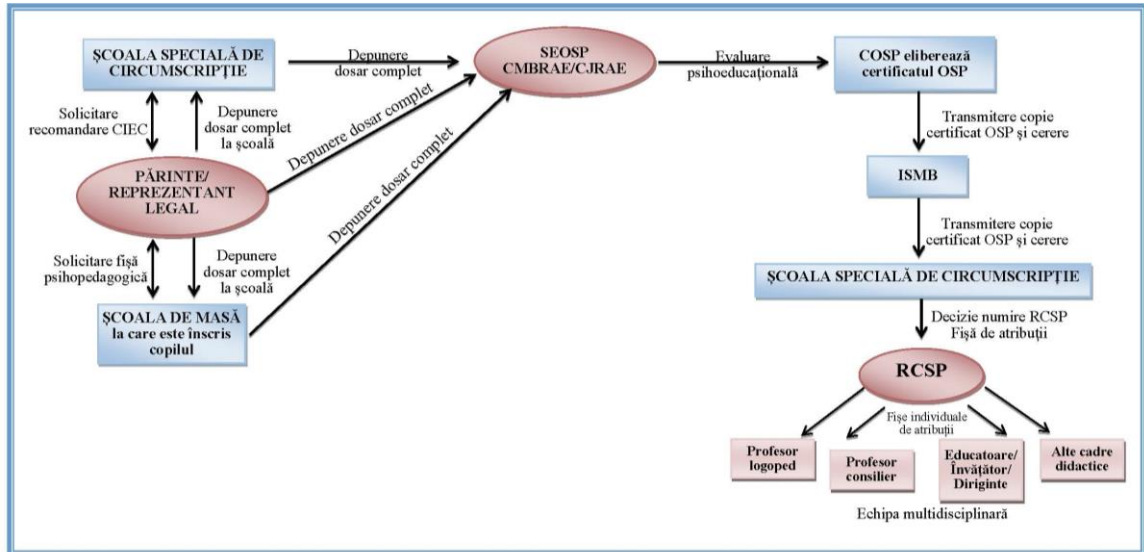 ȘCOALA SPECIALĂ DE
CIRCUMSCRIPȚIE
Depunere
dosar complet
SEOSP
CMBRAE/CJRAE
Evaluare
psihoeducațională
COSP eliberează
certificatul OSP
Solicitare
recomandare CIEC
Depunere
dosar complet
la școală
Depunere dosar complet
Depunere dosar complet
PĂRINTE/
REPREZENTANT
LEGAL
Solicitare fișă
psihopedagogică
Depunere
dosar complet
la școală
ȘCOALA DE MASĂ
la care este înscris
copilul
Transmitere copie
certificat OSP și cerere
ISMB
Transmitere copie
certificat OSP și cerere
ȘCOALA SPECIALĂ DE CIRCUMSCRIPȚIE
Decizie numire RCSP
Fișă de atribuții
RCSP
Fișe individuale
de atribuții
Profesor
logoped
Profesor
consilier
Educatoare/
Învățător/
Diriginte
Alte cadre
didactice
Echipa multidisciplinară